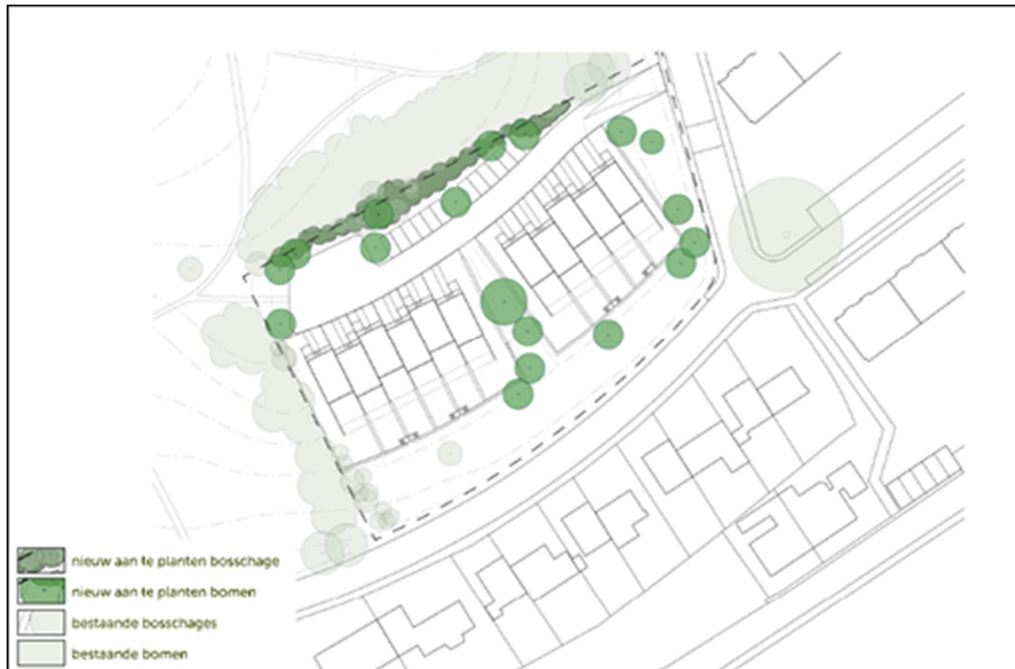 nieuw aan te planten bosschage
nieuw aan te planten bomen
bestaande bosschages
bestaande bomen